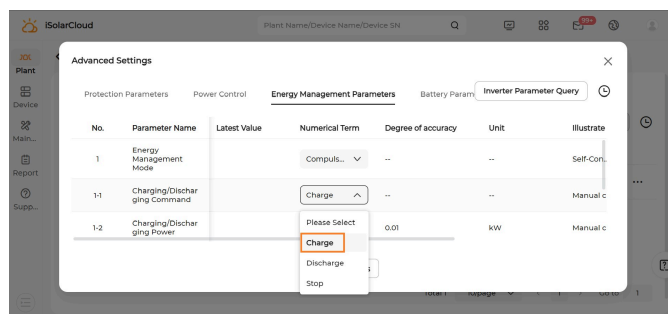 iSolarCloud
Plant Name/Device Name/Device SN
99+
Plant
Device
Main...
Report
Supp...
Advanced Settings
Protection Parameters Power Control Energy Management Parameters Battery Param
Inverter Parameter Query
No. Parameter Name Latest Value Numerical Term Degree of accuracy Unit Illustrate
1 Energy Management Mode Compuls... -- -- Self-Con..
1-1 Charging/Dischar
ging Command Charge -- -- Manual c
1-2 Charging/Dischar
ging Power 0.01 kW Manual c
Please Select
Charge
Discharge
Stop
Total 1 10/page 1 Go to 1